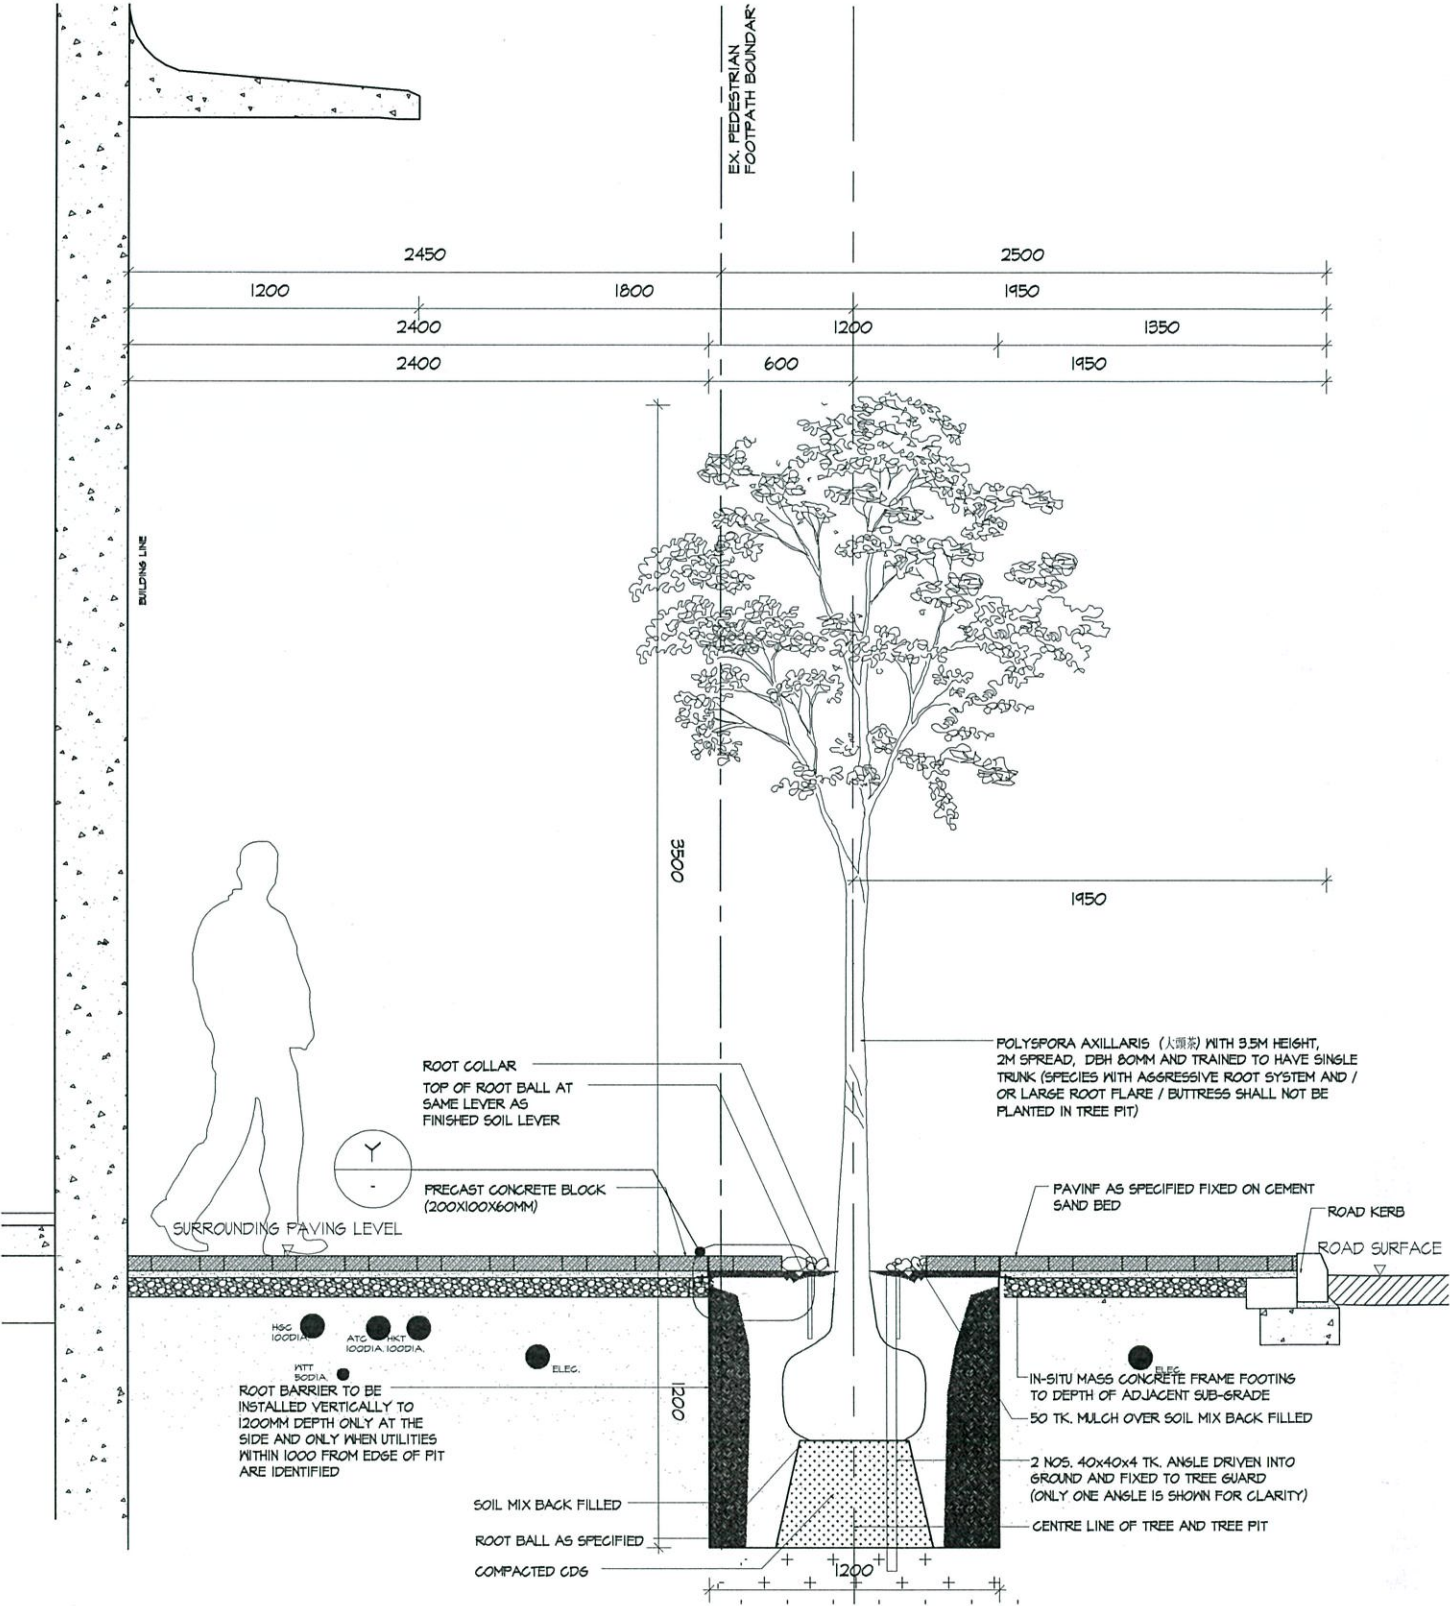 EX. PEDESTRIAN
FOOTPATH BOUNDARY
2450
2500
1200
1800
1950
2400
1200
1350
2400
600
1950
BUILDING LINE
3500
1950
POLYSPORA AXILLARIS (大頭茶) WITH 3.5M HEIGHT,
2M SPREAD, DBH 80MM AND TRAINED TO HAVE SINGLE
TRUNK (SPECIES WITH AGGRESSIVE ROOT SYSTEM AND /
OR LARGE ROOT FLARE / BUTTRESS SHALL NOT BE
PLANTED IN TREE PIT)
ROOT COLLAR
TOP OF ROOT BALL AT
SAME LEVER AS
FINISHED SOIL LEVER
Y
-
PRECAST CONCRETE BLOCK
(200X100X60MM)
PAVINF AS SPECIFIED FIXED ON CEMENT
SAND BED
ROAD KERB
SURROUNDING PAVING LEVEL
ROAD SURFACE
HGC
100DIA.
ATC
100DIA.
HKT
100DIA.
WTT
50DIA.
ELEC.
ELEC.
ROOT BARRIER TO BE
INSTALLED VERTICALLY TO
1200MM DEPTH ONLY AT THE
SIDE AND ONLY WHEN UTILITIES
WITHIN 1000 FROM EDGE OF PIT
ARE IDENTIFIED
1200
IN-SITU MASS CONCRETE FRAME FOOTING
TO DEPTH OF ADJACENT SUB-GRADE
50 TK. MULCH OVER SOIL MIX BACK FILLED
2 NOS. 40x40x4 TK. ANGLE DRIVEN INTO
GROUND AND FIXED TO TREE GUARD
(ONLY ONE ANGLE IS SHOWN FOR CLARITY)
SOIL MIX BACK FILLED
CENTRE LINE OF TREE AND TREE PIT
ROOT BALL AS SPECIFIED
COMPACTED CDG
1200